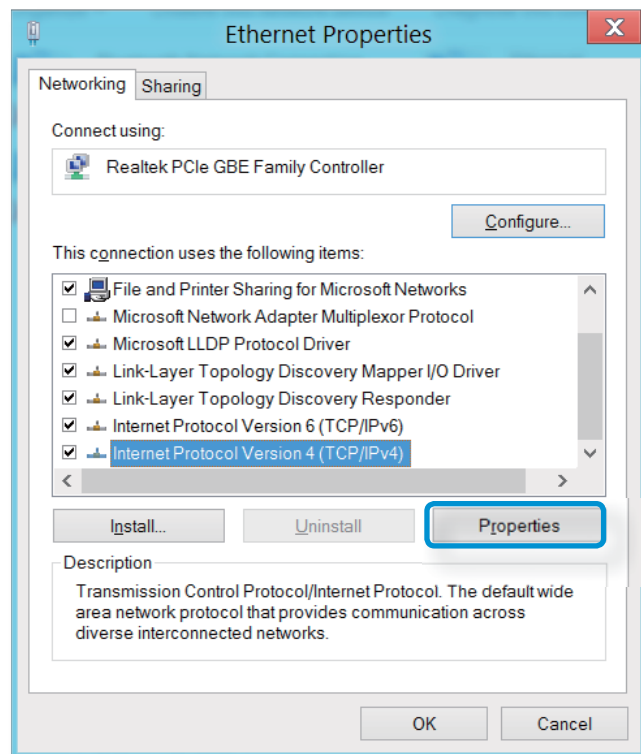 Ethernet Properties
X
Networking Sharing
Connect using:
Realtek PCIe GBE Family Controller
Configure...
This connection uses the following items:
File and Printer Sharing for Microsoft Networks
Microsoft Network Adapter Multiplexor Protocol
Microsoft LLDP Protocol Driver
Link-Layer Topology Discovery Mapper I/O Driver
Link-Layer Topology Discovery Responder
Internet Protocol Version 6 (TCP/IPv6)
Internet Protocol Version 4 (TCP/IPv4)
Install... Uninstall Properties
Description
Transmission Control Protocol/Internet Protocol. The default wide
area network protocol that provides communication across
diverse interconnected networks.
OK Cancel